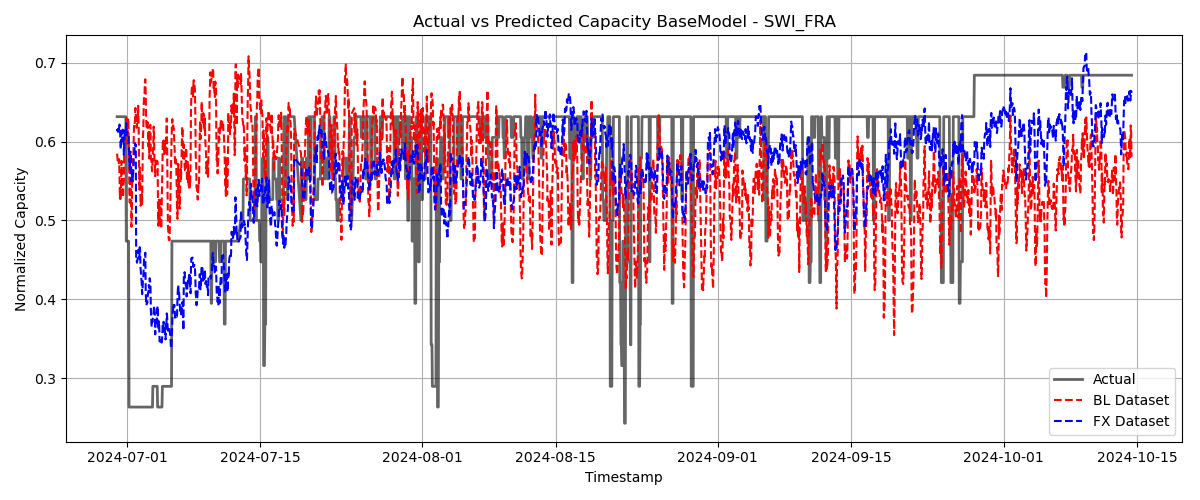 Actual vs Predicted Capacity BaseModel - SWI_FRA
Normalized Capacity
0.7
0.6
0.5
0.4
0.3
Actual
BL Dataset
FX Dataset
2024-07-01
2024-07-15
2024-08-01
2024-08-15
2024-09-01
2024-09-15
2024-10-01
2024-10-15
Timestamp